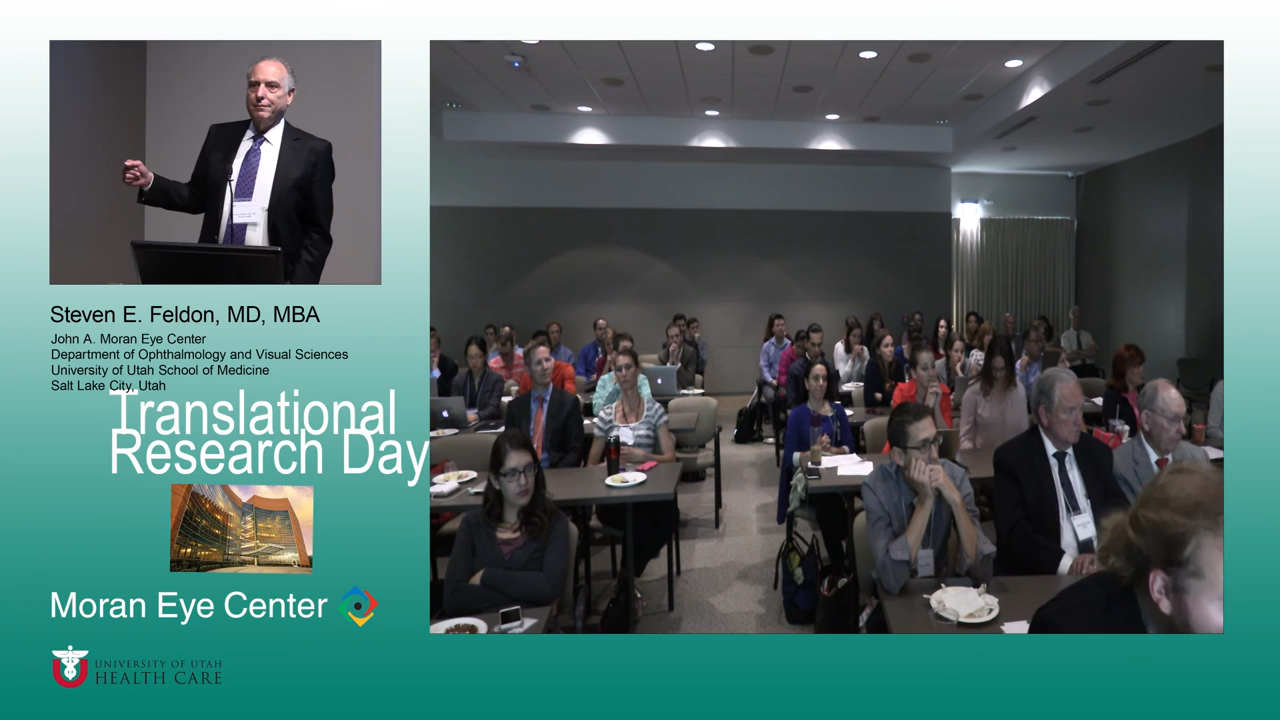 Steven E. Feldon, MD, MBA
John A. Moran Eye Center
Department of Ophthalmology and Visual Sciences
University of Utah School of Medicine
Salt Lake City, Utah
Translational
Research Day
Moran Eye Center
UNIVERSITY OF UTAH
HEALTH CARE